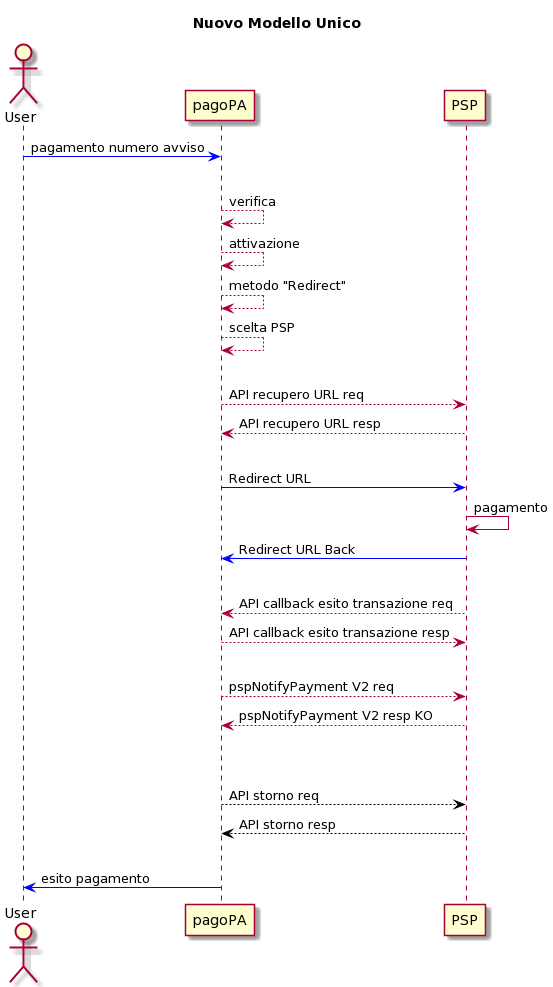 Nuovo Modello Unico
User
pagoPA
PSP
pagamento numero avviso
verifica
attivazione
metodo "Redirect"
scelta PSP
API recupero URL req
API recupero URL resp
Redirect URL
pagamento
Redirect URL Back
API callback esito transazione req
API callback esito transazione resp
pspNotifyPayment V2 req
pspNotifyPayment V2 resp KO
API storno req
API storno resp
esito pagamento
User
pagoPA
PSP